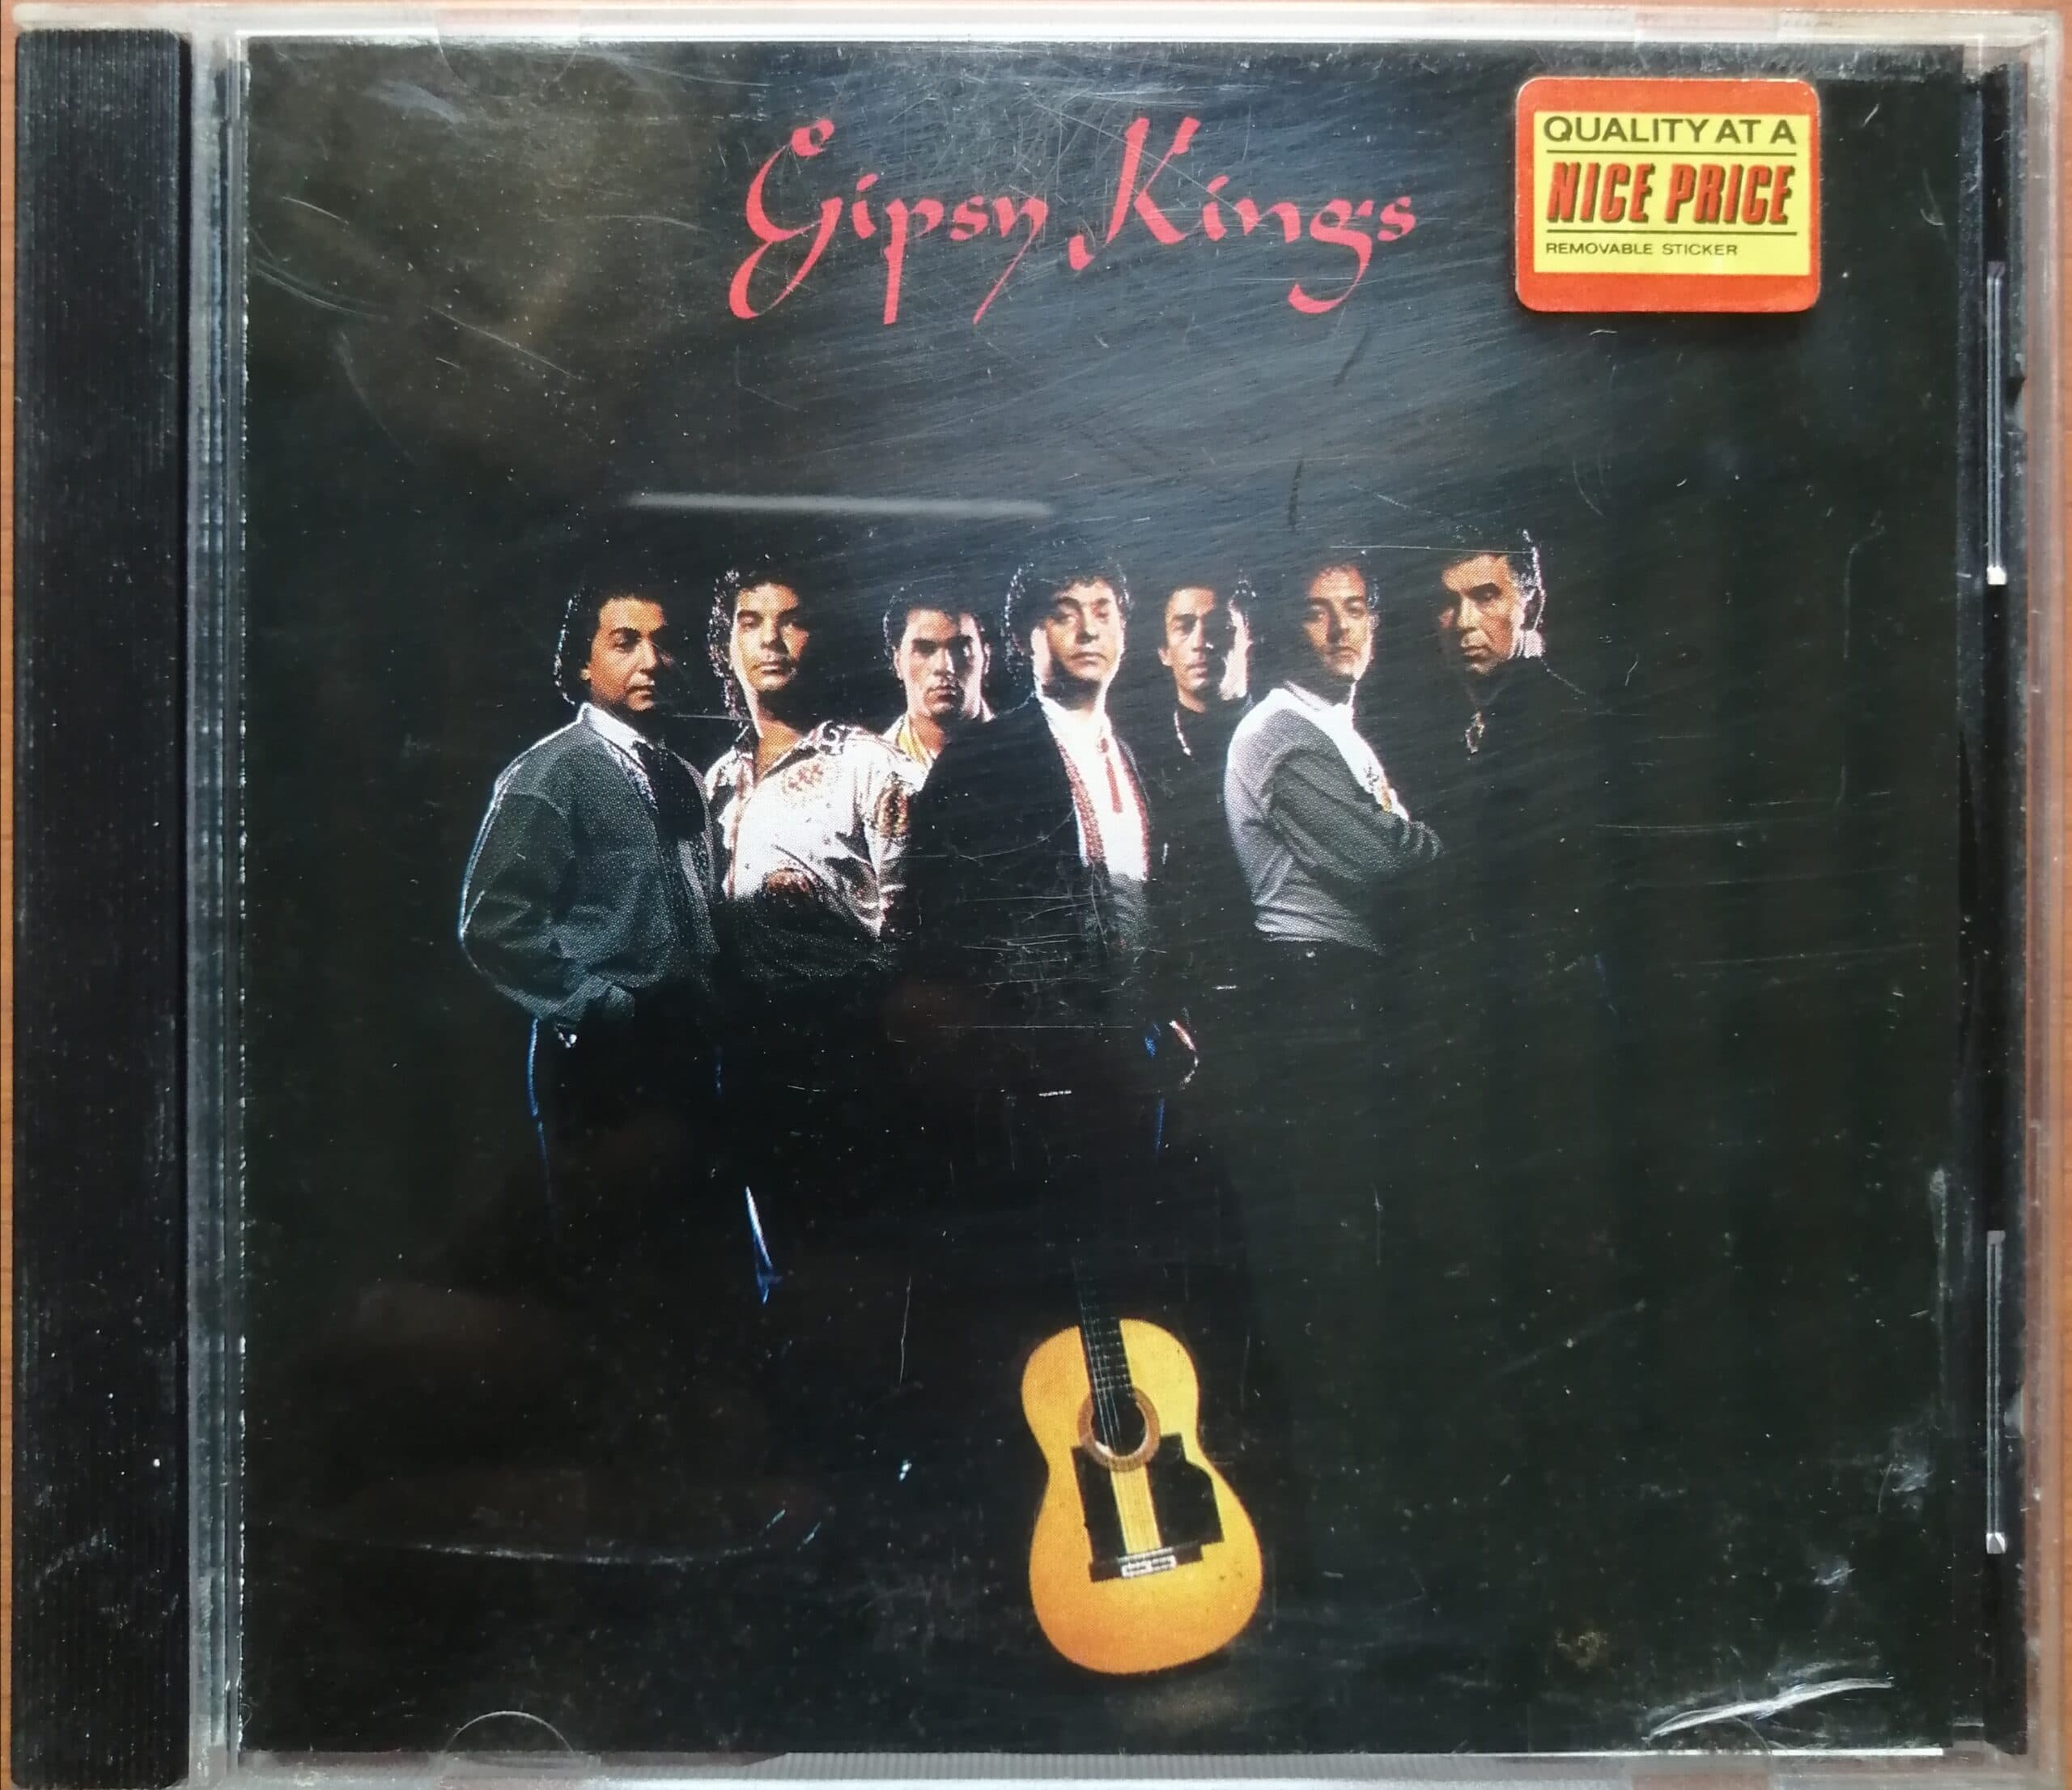 Gipsy Kings
QUALITY AT A
NICE PRICE
REMOVABLE STICKER